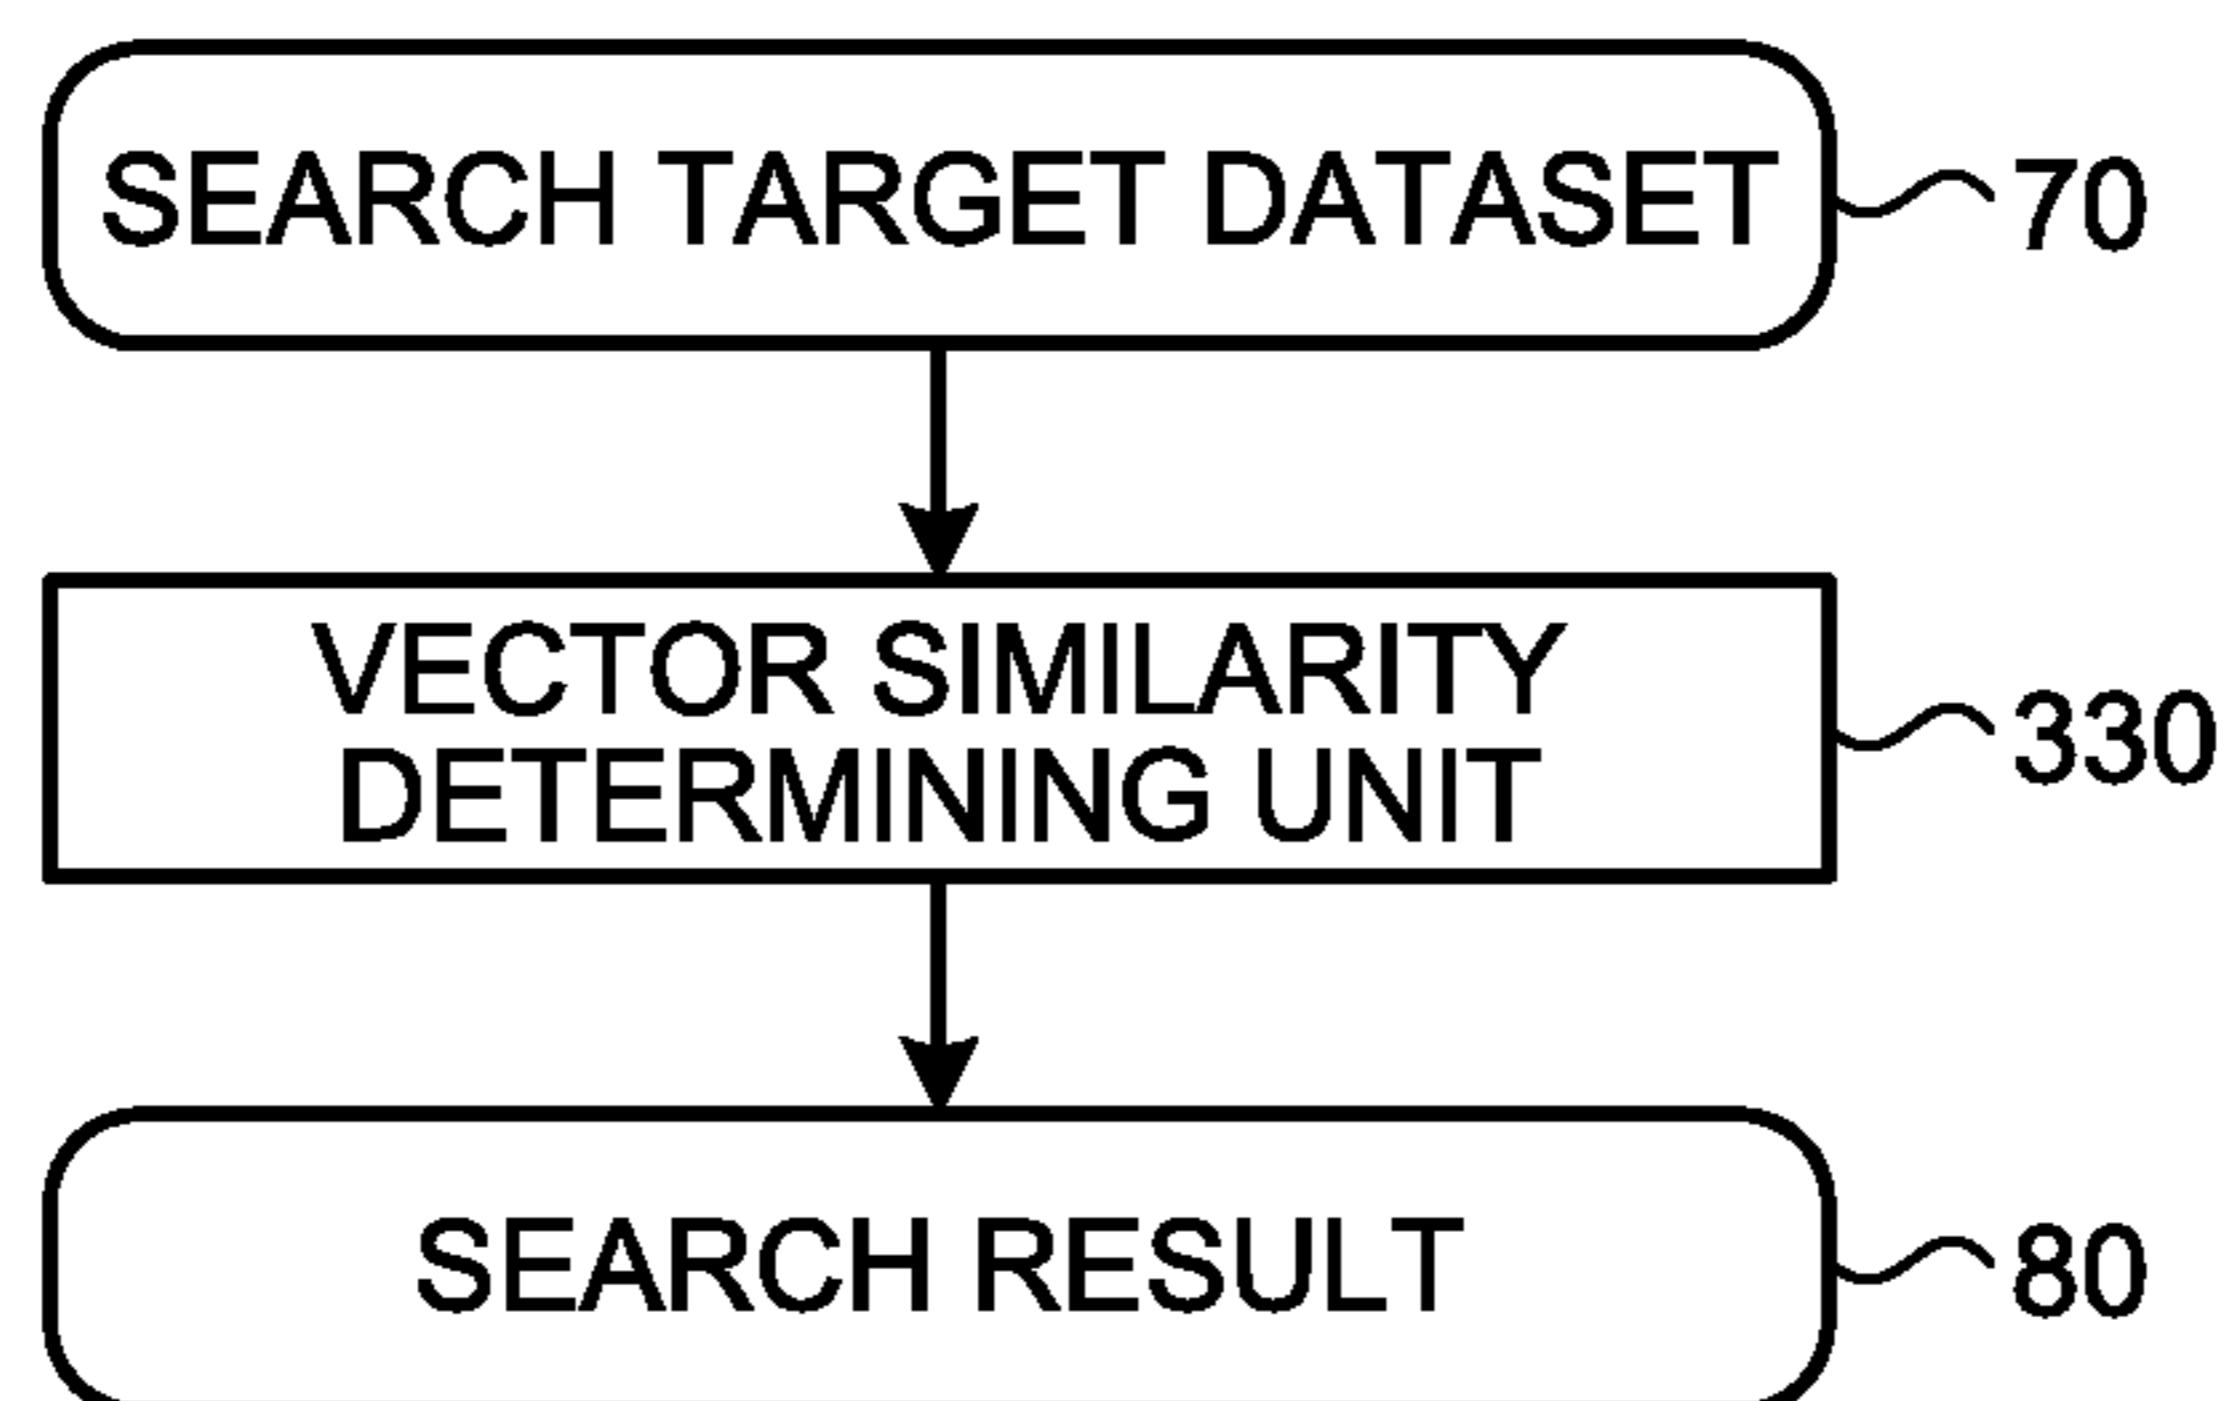 SEARCH TARGET DATASET
70
VECTOR SIMILARITY
DETERMINING UNIT
330
SEARCH RESULT
80